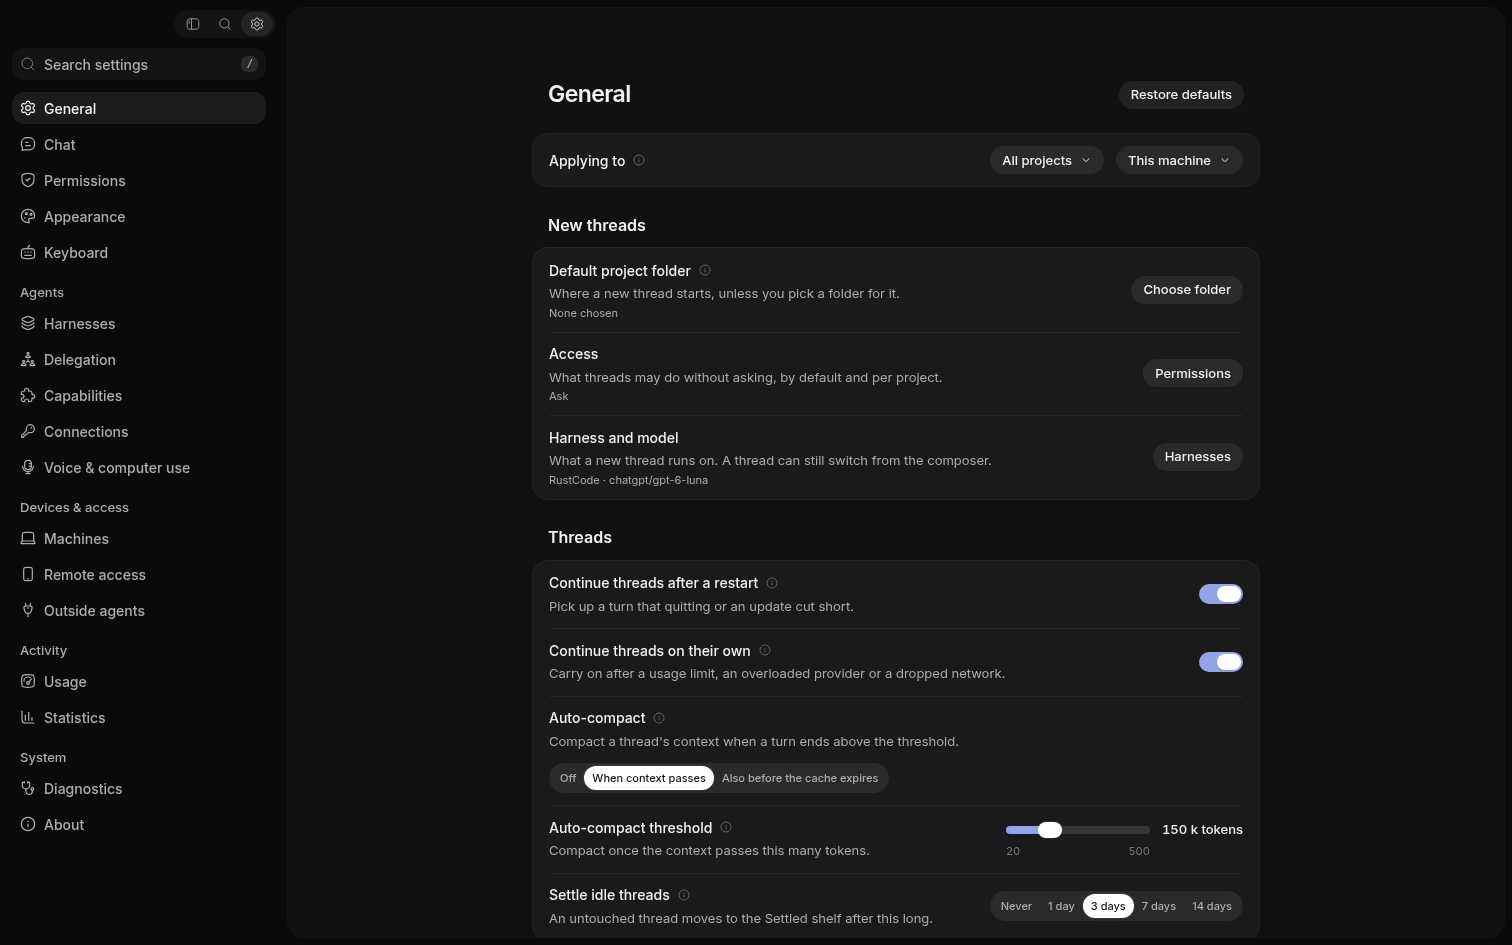 Search settings
/
General
Chat
Permissions
Appearance
Keyboard
Agents
Harnesses
Delegation
Capabilities
Connections
Voice & computer use
Devices & access
Machines
Remote access
Outside agents
Activity
Usage
Statistics
System
Diagnostics
About
General
Restore defaults
Applying to
All projects
This machine
New threads
Default project folder
Where a new thread starts, unless you pick a folder for it.
None chosen
Choose folder
Access
What threads may do without asking, by default and per project.
Ask
Permissions
Harness and model
What a new thread runs on. A thread can still switch from the composer.
RustCode · chatgpt/gpt-6-luna
Harnesses
Threads
Continue threads after a restart
Pick up a turn that quitting or an update cut short.
Continue threads on their own
Carry on after a usage limit, an overloaded provider or a dropped network.
Auto-compact
Compact a thread's context when a turn ends above the threshold.
Off When context passes Also before the cache expires
Auto-compact threshold
Compact once the context passes this many tokens.
150 k tokens
20 500
Settle idle threads
An untouched thread moves to the Settled shelf after this long.
Never 1 day 3 days 7 days 14 days